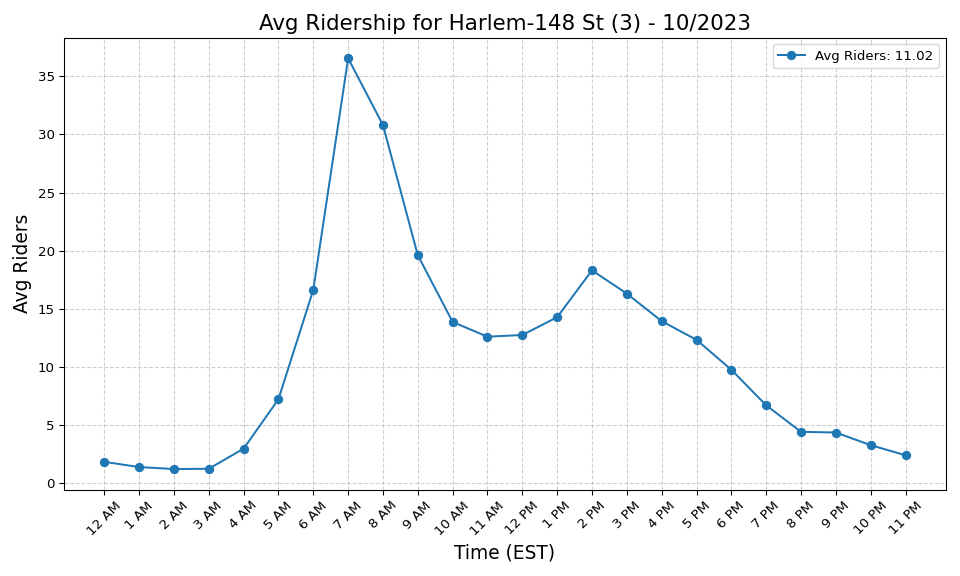 Avg Ridership for Harlem-148 St (3) - 10/2023
Avg Riders: 11.02
Avg Riders
35
30
25
20
15
10
5
0
12 AM
1 AM
2 AM
3 AM
4 AM
5 AM
6 AM
7 AM
8 AM
9 AM
10 AM
11 AM
12 PM
1 PM
2 PM
3 PM
4 PM
5 PM
6 PM
7 PM
8 PM
9 PM
10 PM
11 PM
Time (EST)